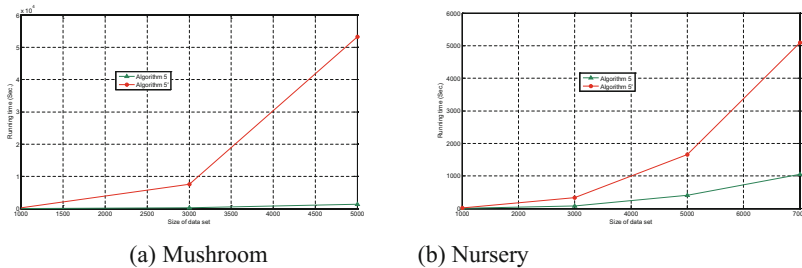 x 10⁴
6
5
4
3
2
1
0
Running time (Sec.)
Algorithm 5
Algorithm 5'
1000 1500 2000 2500 3000 3500 4000 4500 5000
Size of data set
(a) Mushroom
6000
5000
4000
3000
2000
1000
0
Running time (Sec.)
Algorithm 5
Algorithm 5'
1000 2000 3000 4000 5000 6000 700
Size of data set
(b) Nursery